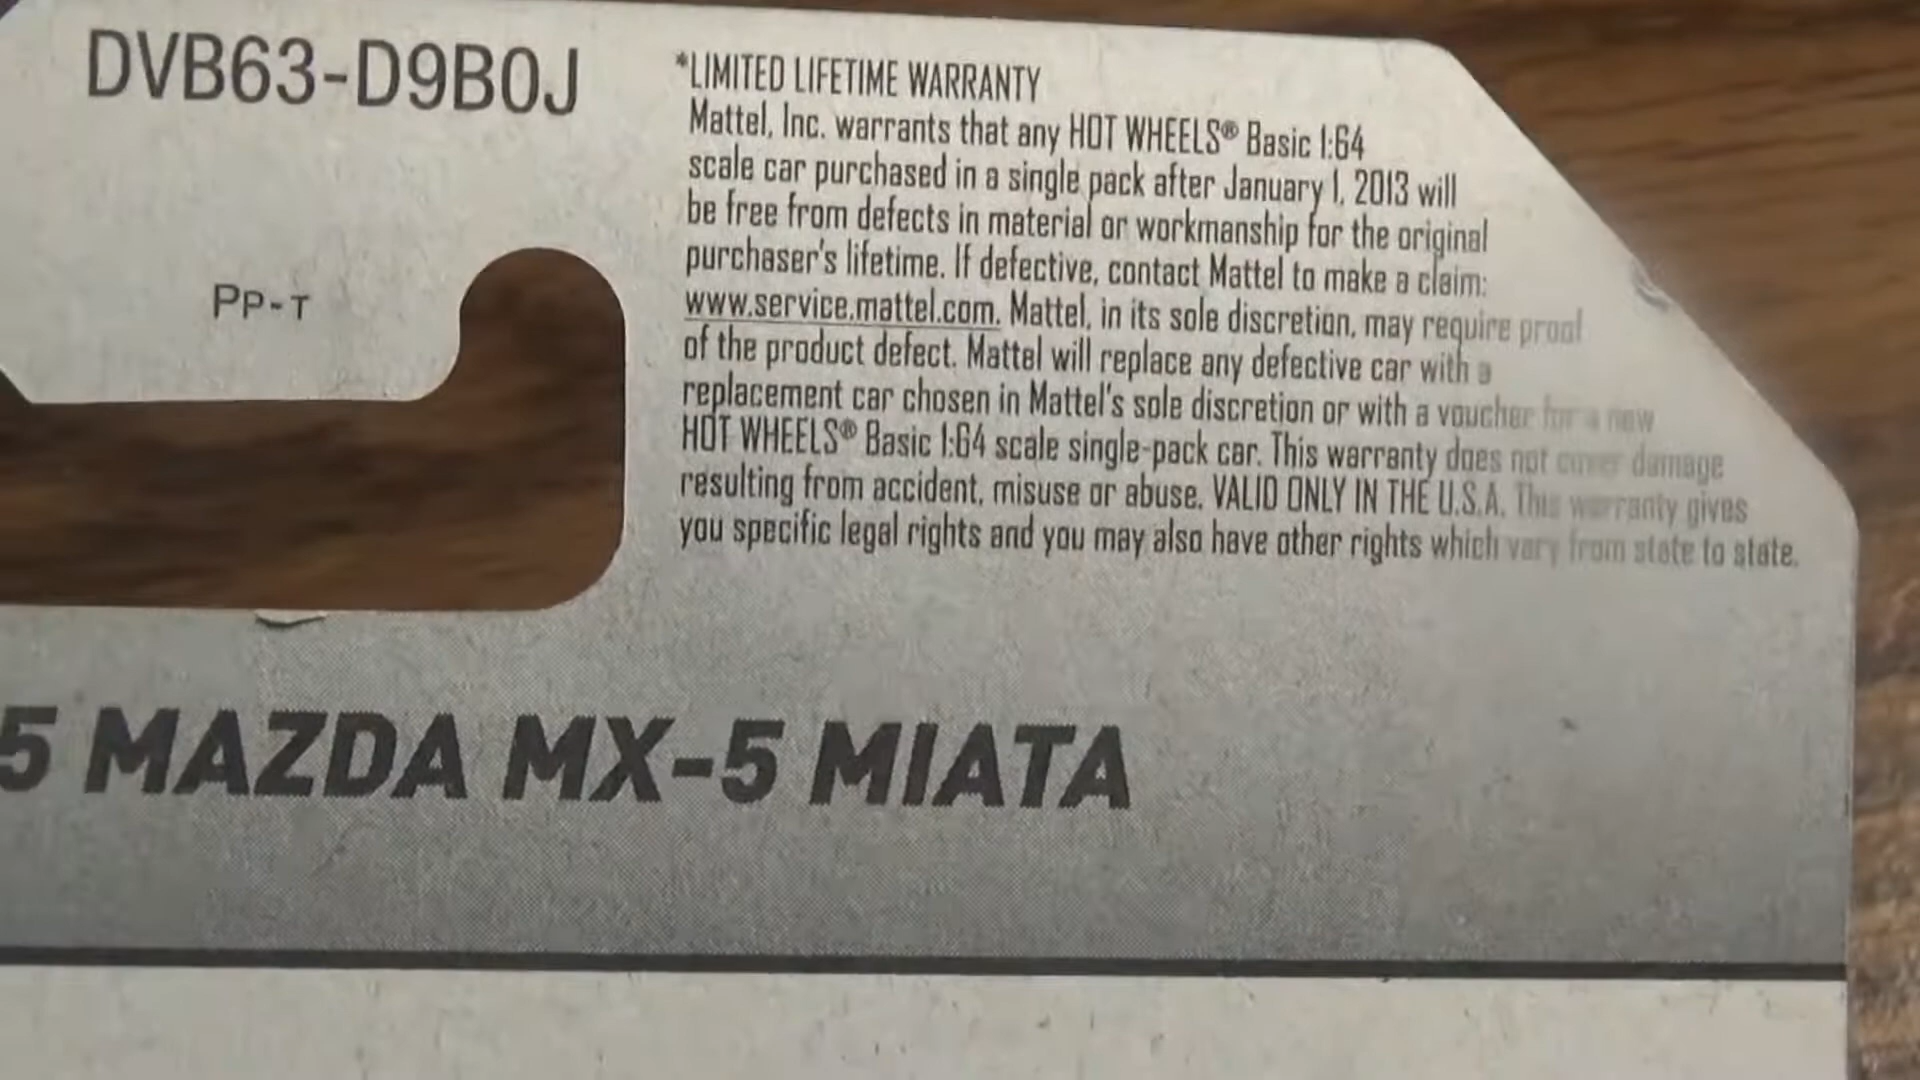 DVB63-D9B0J
*LIMITED LIFETIME WARRANTY
Mattel, Inc. warrants that any HOT WHEELS® Basic 1:64
scale car purchased in a single pack after January 1, 2013 will
be free from defects in material or workmanship for the original
purchaser's lifetime. If defective, contact Mattel to make a claim:
www.service.mattel.com. Mattel, in its sole discretion, may require proof
of the product defect. Mattel will replace any defective car with a
replacement car chosen in Mattel's sole discretion or with a voucher for a new
HOT WHEELS® Basic 1:64 scale single-pack car. This warranty does not cover damage
resulting from accident, misuse or abuse. VALID ONLY IN THE U.S.A. This warranty gives
you specific legal rights and you may also have other rights which vary from state to state.
PP-T
5 MAZDA MX-5 MIATA